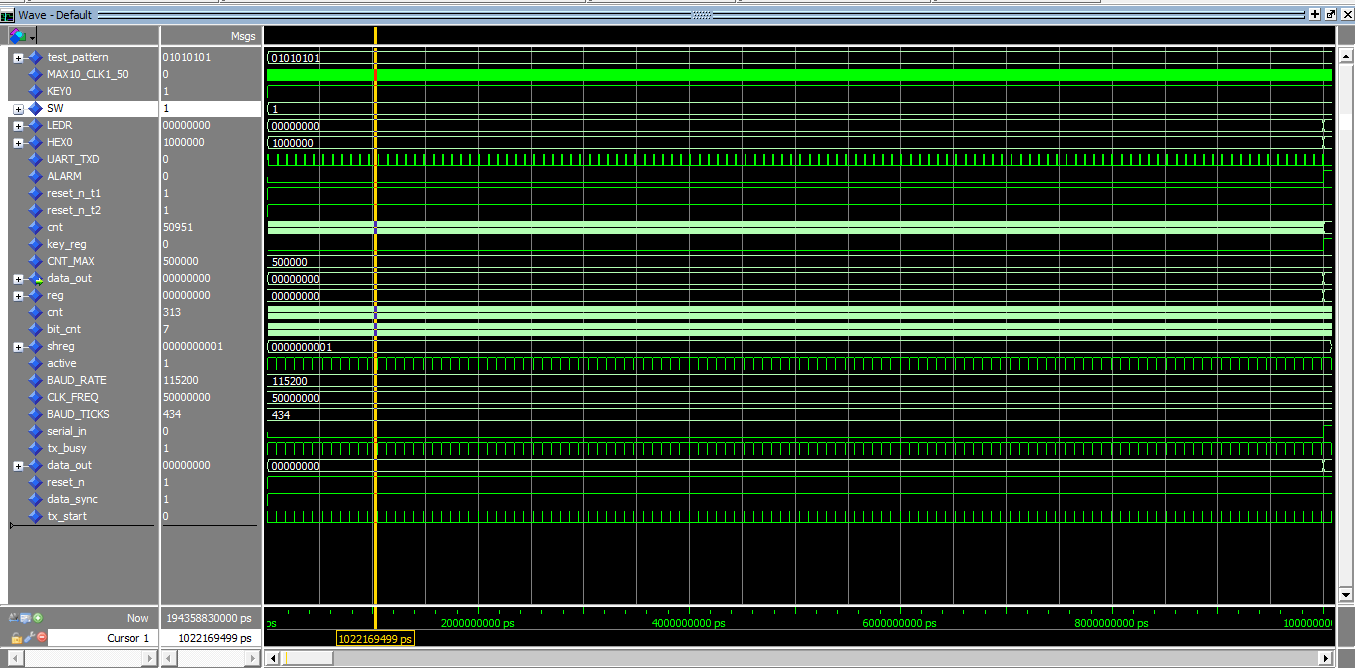 Wave - Default
Msgs
test_pattern 01010101 01010101
MAX10_CLK1_50 0
KEY0 1
SW 1 1
LEDR 00000000 00000000
HEX0 1000000 1000000
UART_TXD 0
ALARM 0
reset_n_t1 1
reset_n_t2 1
cnt 50951
key_reg 0
CNT_MAX 500000 500000
data_out 00000000 00000000
reg 00000000 00000000
cnt 313
bit_cnt 7
shreg 0000000001 0000000001
active 1
BAUD_RATE 115200 115200
CLK_FREQ 50000000 50000000
BAUD_TICKS 434 434
serial_in 0
tx_busy 1
data_out 00000000 00000000
reset_n 1
data_sync 1
tx_start 0
Now 194358830000 ps ps 2000000000 ps 4000000000 ps 6000000000 ps 8000000000 ps 1000000
Cursor 1 1022169499 ps 1022169499 ps